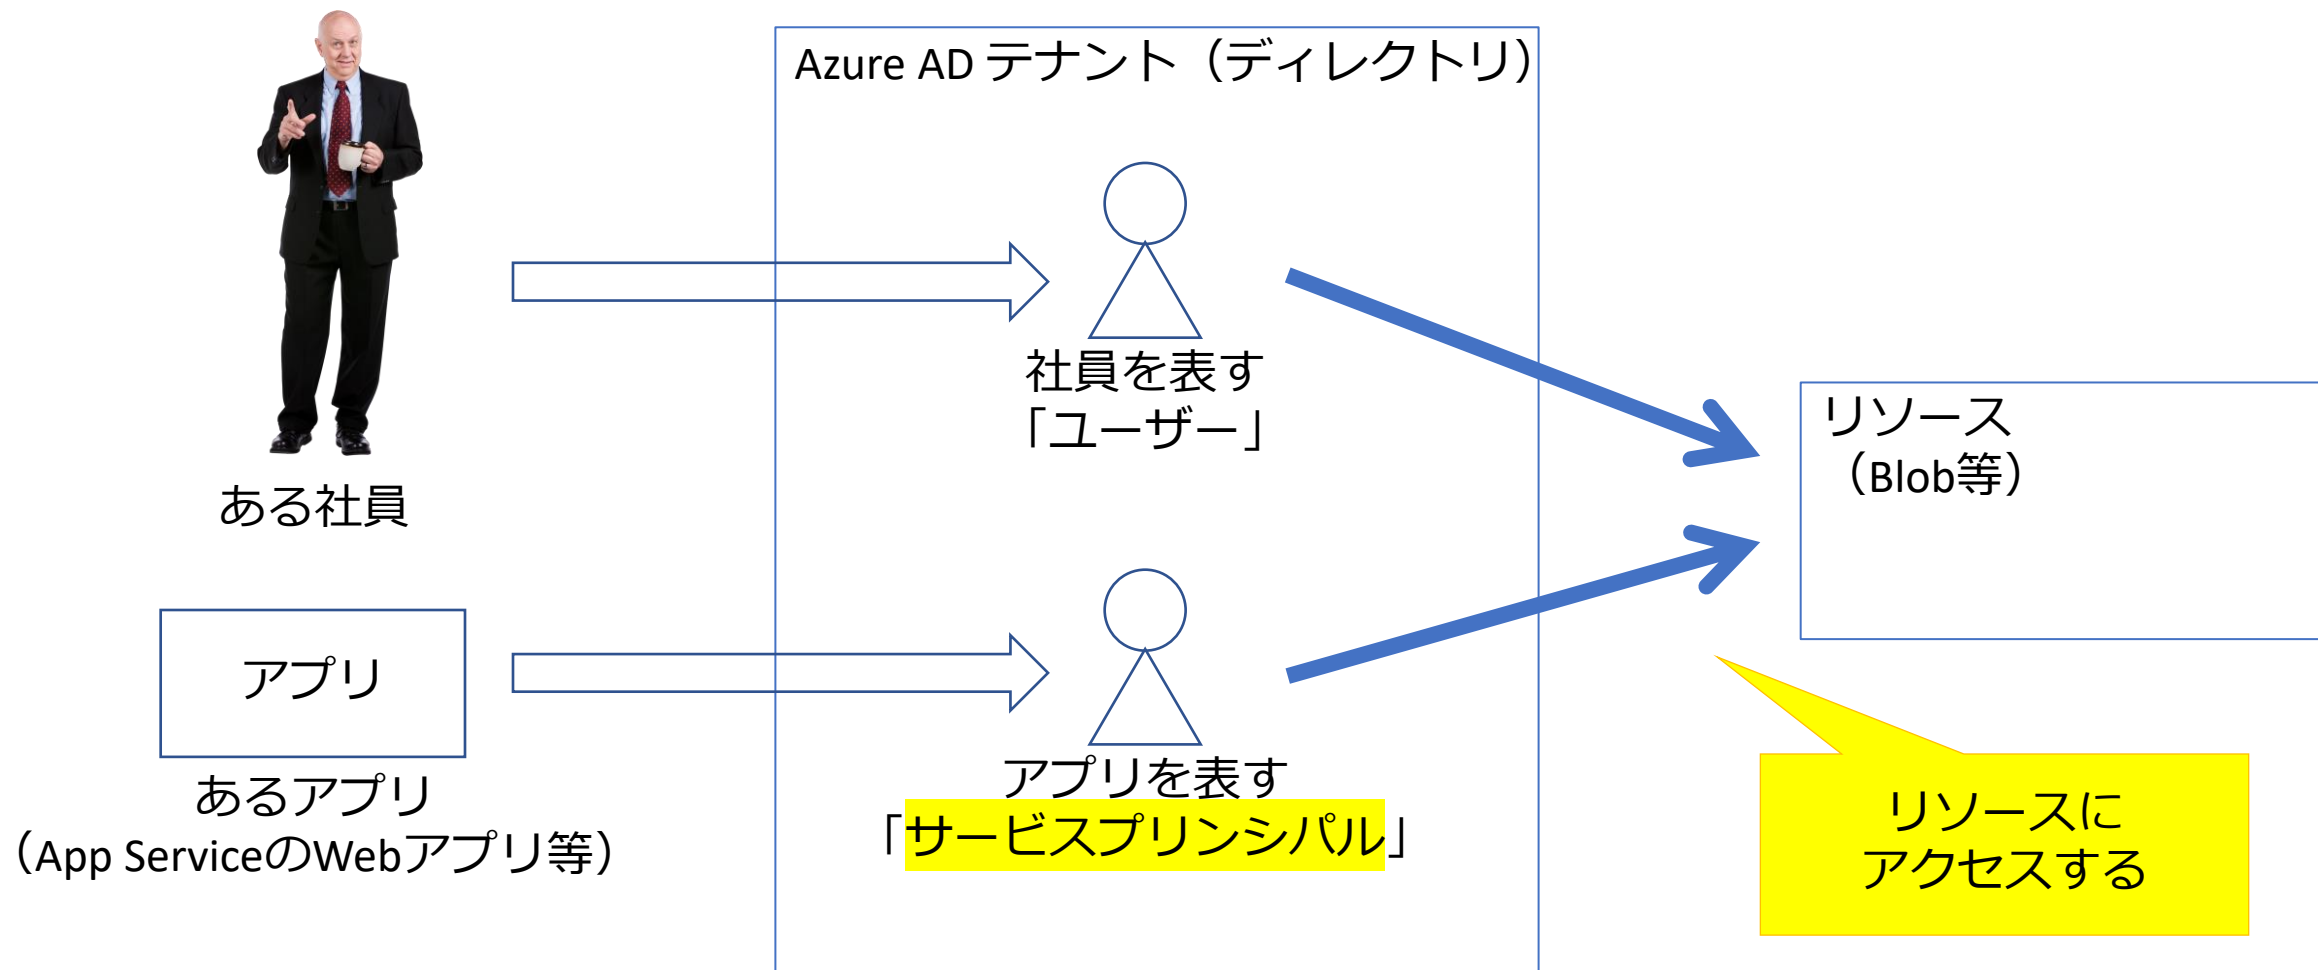 Azure AD テナント（ディレクトリ）
社員を表す
「ユーザー」
リソース
（Blob等）
ある社員
アプリ
あるアプリ
（App ServiceのWebアプリ等）
アプリを表す
「サービスプリンシパル」
リソースに
アクセスする